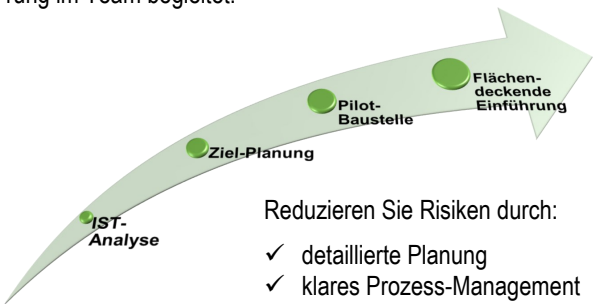 rung im Team begleitet.
Flächen-
deckende
Einführung
Pilot-
Baustelle
Ziel-Planung
IST-
Analyse
Reduzieren Sie Risiken durch:
✓ detaillierte Planung
✓ klares Prozess-Management